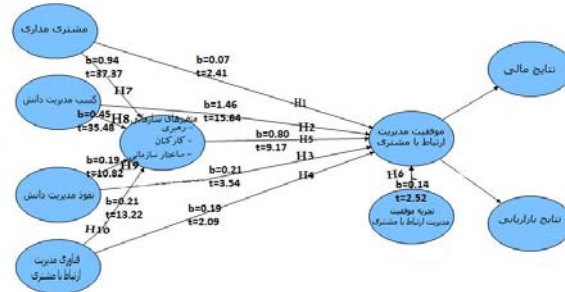 مشتری مداری
b=0.94
t=37.37
H7
b=0.07
t=2.41
H1
نتایج مالی
کسب مدیریت دانش
b=0.45
t=35.48
H8
متغرهای سازمانی
- رهبری
- کارکنان
- ساختار سازمانی
b=1.46
t=15.64
H2
H5
b=0.80
t=9.17
موفقیت مدیریت
ارتباط با مشتری
نفوذ مدیریت دانش
b=0.19
t=10.82
H9
b=0.21
t=3.54
H3
H6
b=0.14
t=2.52
تجربه موفقیت
مدیریت ارتباط با مشتری
نتایج بازاریابی
فنآوری مدیریت
ارتباط با مشتری
b=0.21
t=13.22
H10
b=0.19
t=2.09
H4